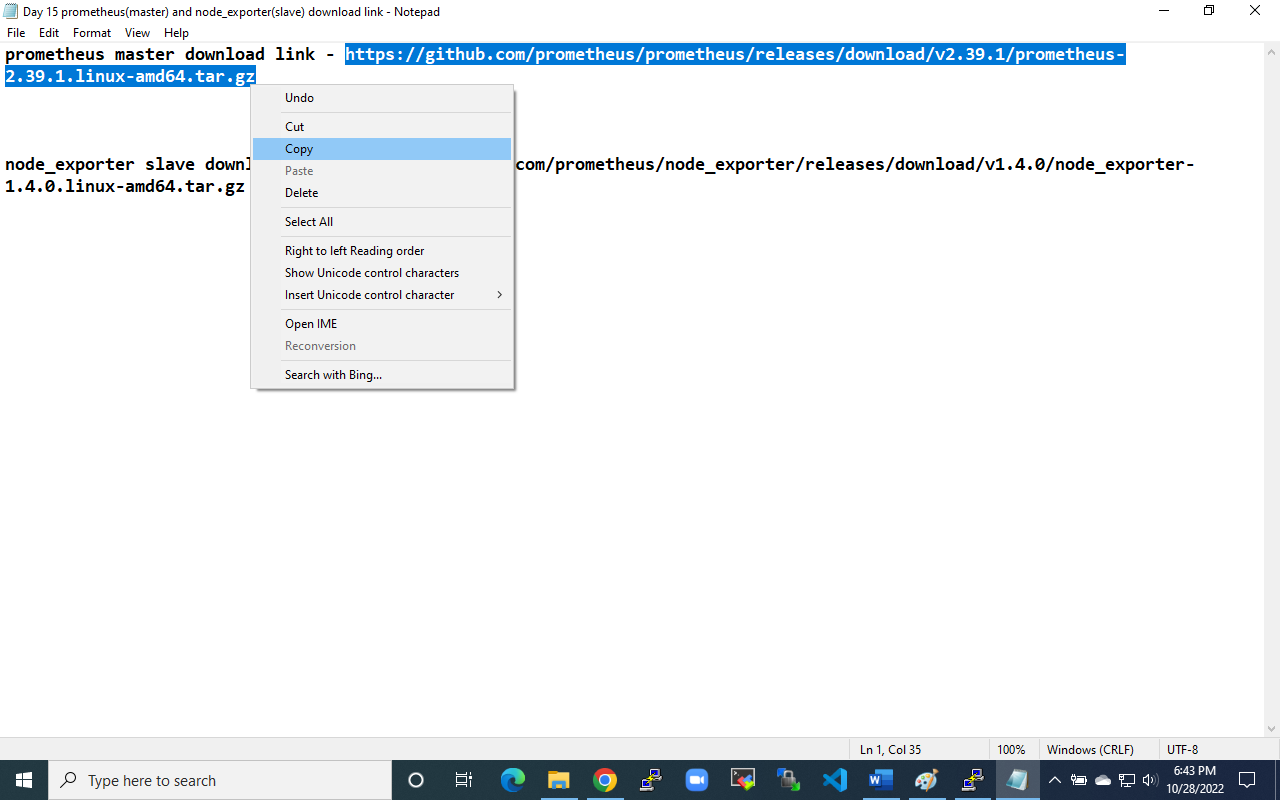 Day 15 prometheus(master) and node_exporter(slave) download link - Notepad
File Edit Format View Help
prometheus master download link - https://github.com/prometheus/prometheus/releases/download/v2.39.1/prometheus-
2.39.1.linux-amd64.tar.gz
Undo
Cut
Copy
node_exporter slave com/prometheus/node_exporter/releases/download/v1.4.0/node_exporter-
Paste
1.4.0.linux-amd64.tar.gz
Delete
Select All
Right to left Reading order
Show Unicode control characters
Insert Unicode control character
Open IME
Reconversion
Search with Bing...
Ln 1, Col 35 100% Windows (CRLF) UTF-8
Type here to search
6:43 PM
10/28/2022